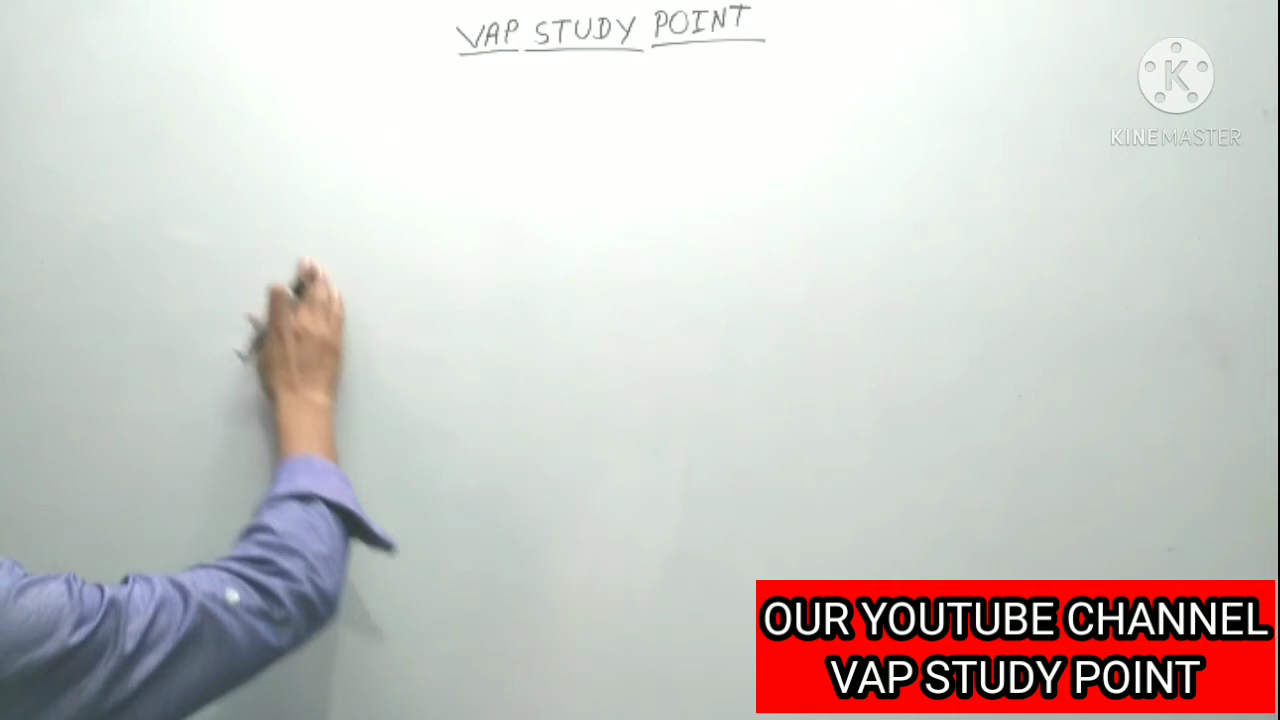 VAP STUDY POINT
K
KINEMASTER
OUR YOUTUBE CHANNEL
VAP STUDY POINT